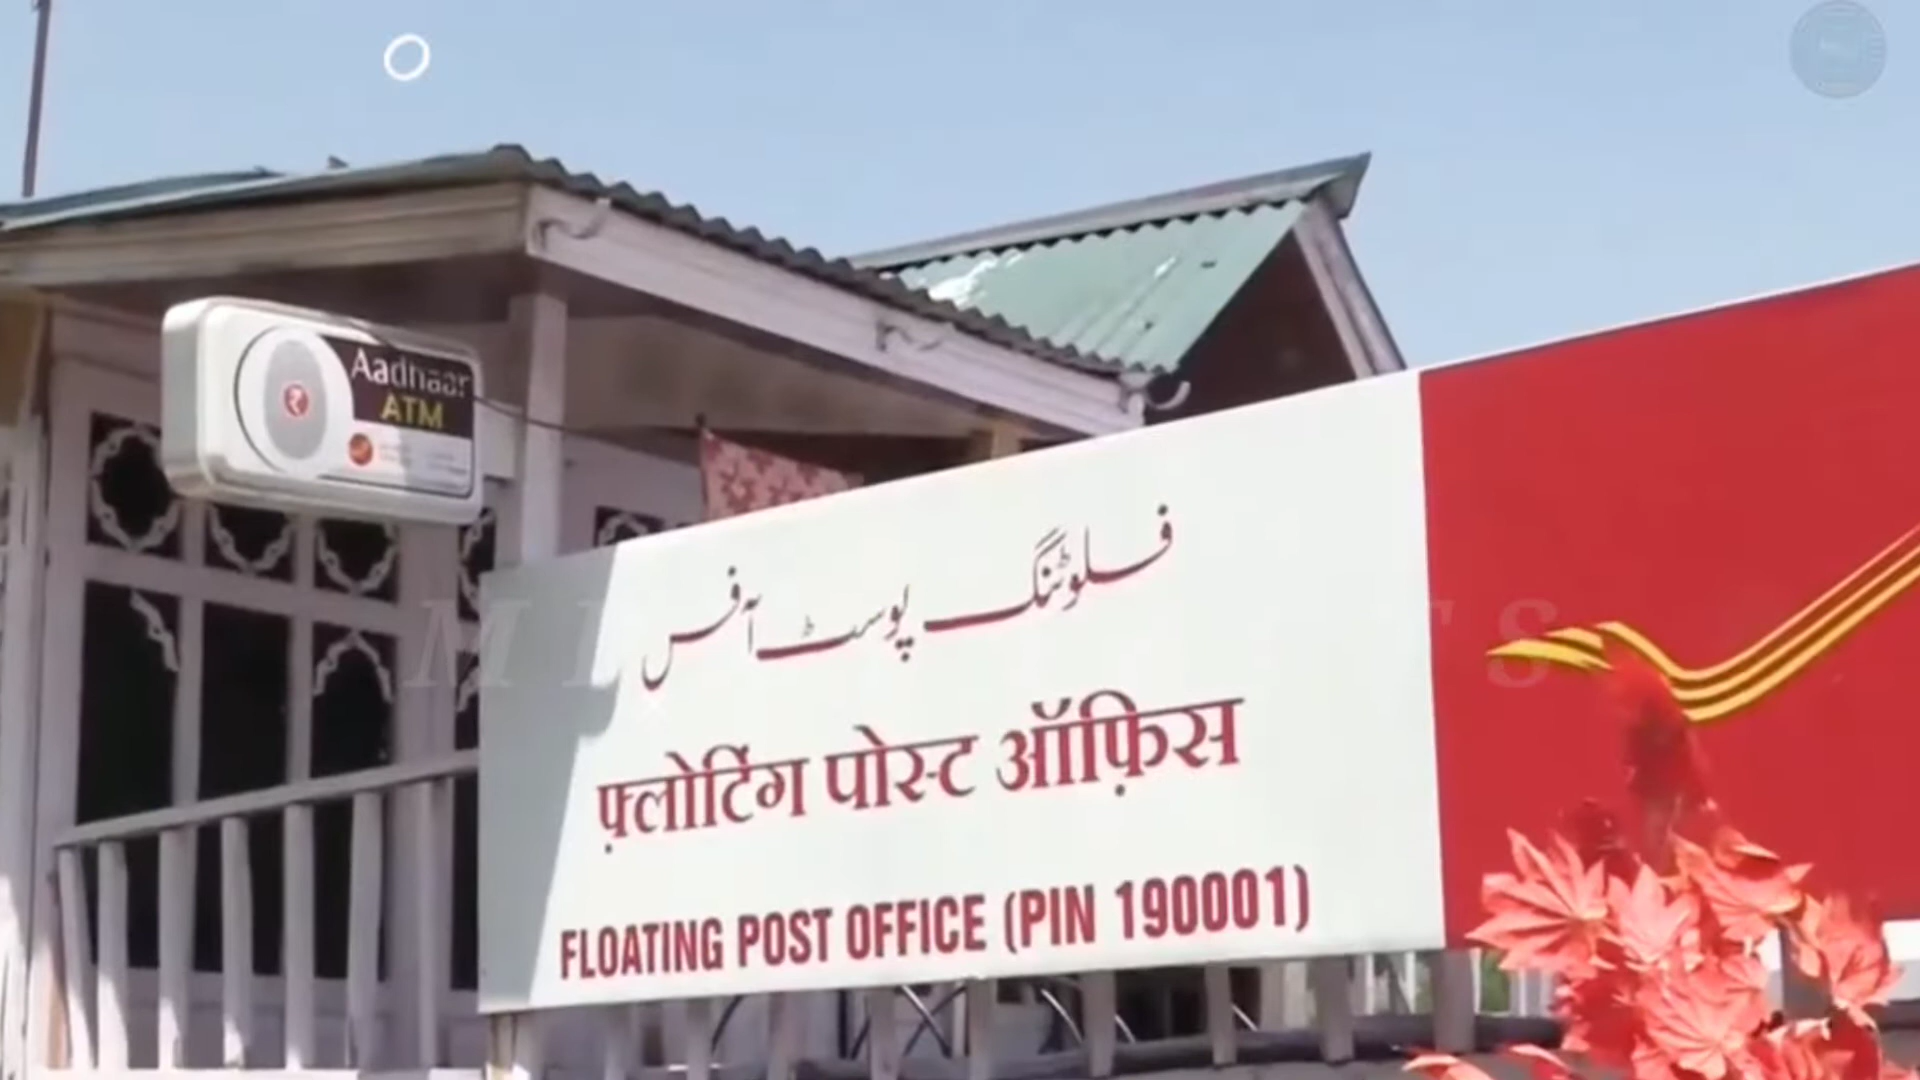 Aadhaar
ATM
فلوٹنگ پوسٹ آفس
फ़्लोटिंग पोस्ट ऑफ़िस
FLOATING POST OFFICE (PIN 190001)